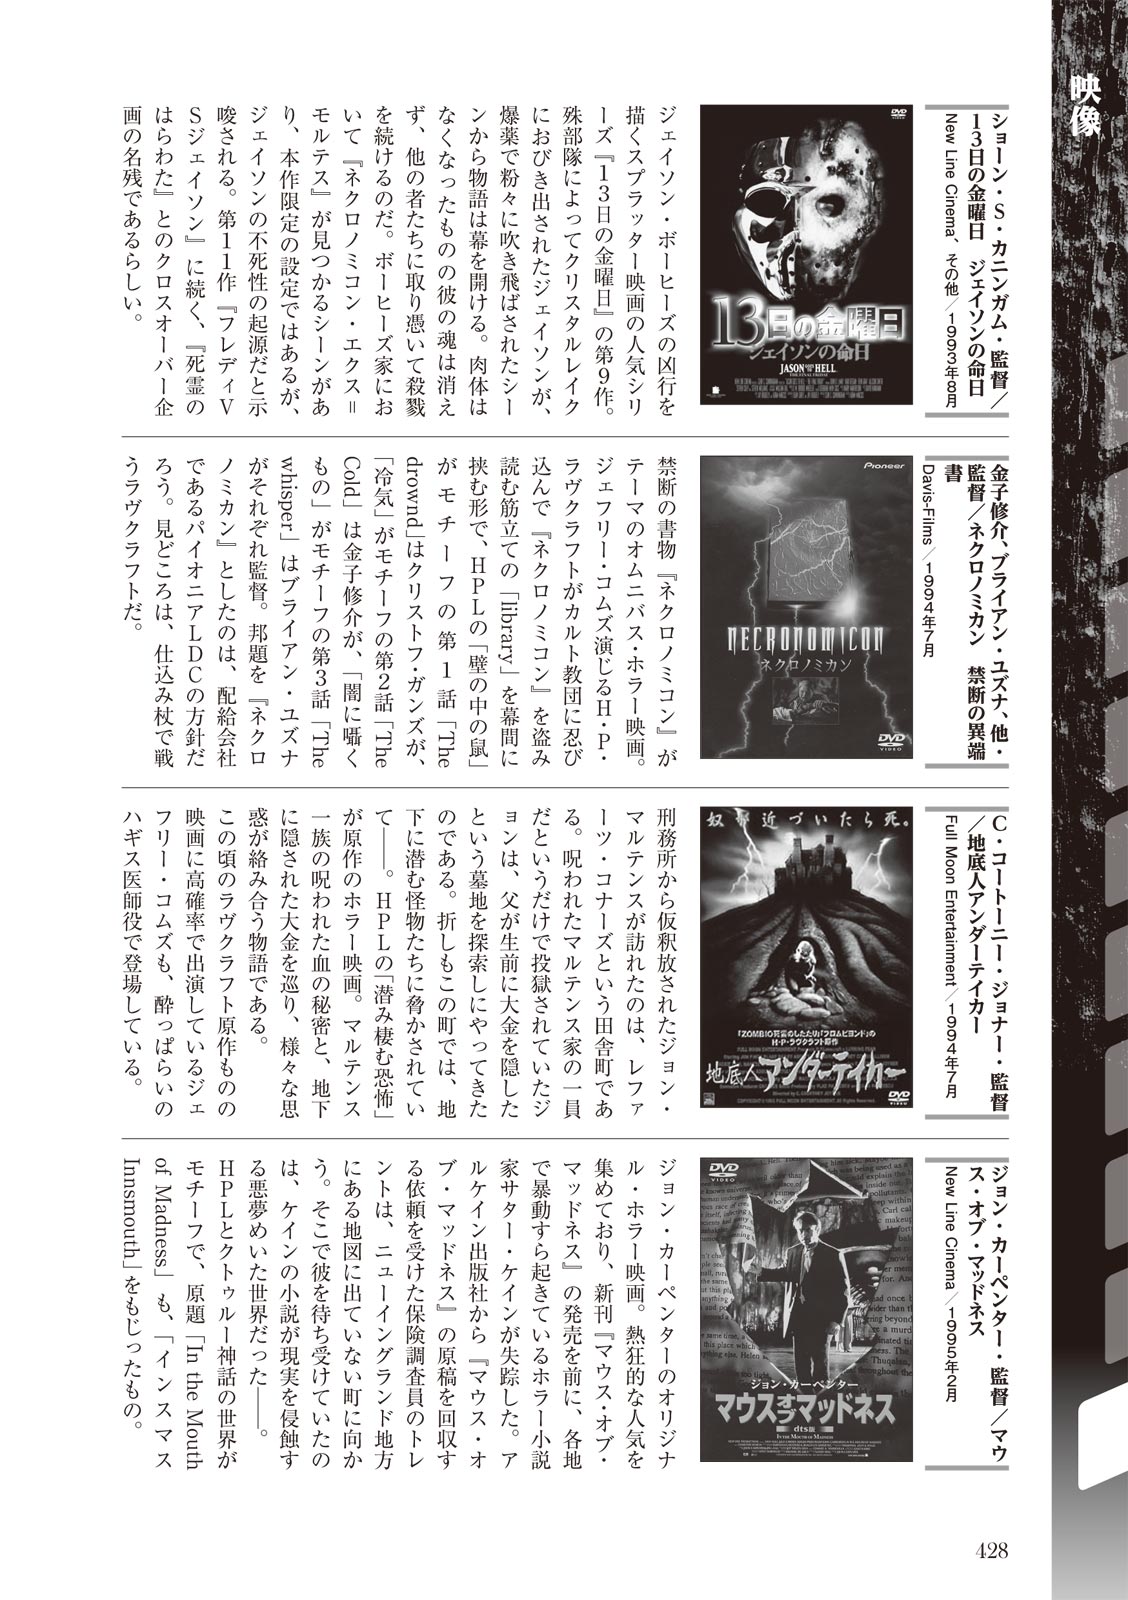 映像
ション・S・カニンガム・監督／
13日の金曜日　ジェイソンの命日
New Line Cinema、その他／1993年8月
DVD
VIDEO
13日の金曜日
ジェイソンの命日
JASON GOES TO HELL
THE FINAL FRIDAY
ジェイソン・ボーヒーズの凶行を
描くスプラッター映画の人気シリ
ーズ『13日の金曜日』の第9作。
殊部隊によってクリスタルレイク
におびき出されたジェイソンが、
爆薬で粉々に吹き飛ばされたシー
ンから物語は幕を開ける。肉体は
なくなったものの彼の魂は消え
ず、他の者たちに取り憑いて殺戮
を続けるのだ。ボーヒーズ家にお
いて『ネクロノミコン・エクス＝
モルテス』が見つかるシーンがあ
り、本作限定の設定ではあるが、
ジェイソンの不死性の起源だと示
唆される。第11作『フレディV
Sジェイソン』に続く、『死霊の
はらわた』とのクロスオーバー企
画の名残であるらしい。
金子修介、ブライアン・ユズナ、他・
監督／ネクロノミカン　禁断の異端
書
Davis-Films／1994年7月
Pioneer
NECRONOMICON
ネクロノミカン
DVD
VIDEO
禁断の書物『ネクロノミコン』が
テーマのオムニバス・ホラー映画。
ジェフリー・コムズ演じるH・P・
ラヴクラフトがカルト教団に忍び
込んで『ネクロノミコン』を盗み
読む筋立ての「library」を幕間に
挟む形で、HPLの「壁の中の鼠」
がモチーフの第1話「The
drownd」はクリストフ・ガンズが、
「冷気」がモチーフの第2話「The
Cold」は金子修介が、「闇に囁く
もの」がモチーフの第3話「The
whisper」はブライアン・ユズナ
がそれぞれ監督。邦題を『ネクロ
ノミカン』としたのは、配給会社
であるパイオニアLDCの方針だ
ろう。見どころは、仕込み杖で戦
うラヴクラフトだ。
C・コートーニー・ジョナー・監督
／地底人アンダーテイカー
Full Moon Entertainment／1994年7月
奴が近づいたら死。
『ZOMBIO死霊のしたたり』『フロムビヨンド』の
H・P・ラヴクラフト原作
地底人アンダーテイカー
DVD
VIDEO
刑務所から仮釈放されたジョン・
マルテンスが訪れたのは、レファ
ーツ・コナーズという田舎町であ
る。呪われたマルテンス家の一員
だというだけで投獄されていたジ
ョンは、父が生前に大金を隠した
という墓地を探索しにやってきた
のである。折しもこの町では、地
下に潜む怪物たちに脅かされてい
て――。HPLの「潜み棲む恐怖」
が原作のホラー映画。マルテンス
一族の呪われた血の秘密と、地下
に隠された大金を巡り、様々な思
惑が絡み合う物語である。
この頃のラヴクラフト原作ものの
映画に高確率で出演しているジェ
フリー・コムズも、酔っぱらいの
ハギス医師役で登場している。
ジョン・カーペンター・監督／マウ
ス・オブ・マッドネス
New Line Cinema／1995年2月
DVD
VIDEO
ジョン・カーペンター
マウス・オブ・マッドネス
dts版
IN THE MOUTH OF MADNESS
ジョン・カーペンターのオリジナ
ル・ホラー映画。熱狂的な人気を
集めており、新刊『マウス・オブ・
マッドネス』の発売を前に、各地
で暴動すら起きているホラー小説
家サター・ケインが失踪した。ア
ルケイン出版社から『マウス・オ
ブ・マッドネス』の原稿を回収す
る依頼を受けた保険調査員のトレ
ントは、ニューイングランド地方
にある地図に出ていない町に向か
う。そこで彼を待ち受けていたの
は、ケインの小説が現実を侵蝕す
る悪夢めいた世界だった――。
HPLとクトゥルー神話の世界が
モチーフで、原題「In the Mouth
of Madness」も、「インスマス
Innsmouth」をもじったもの。
428